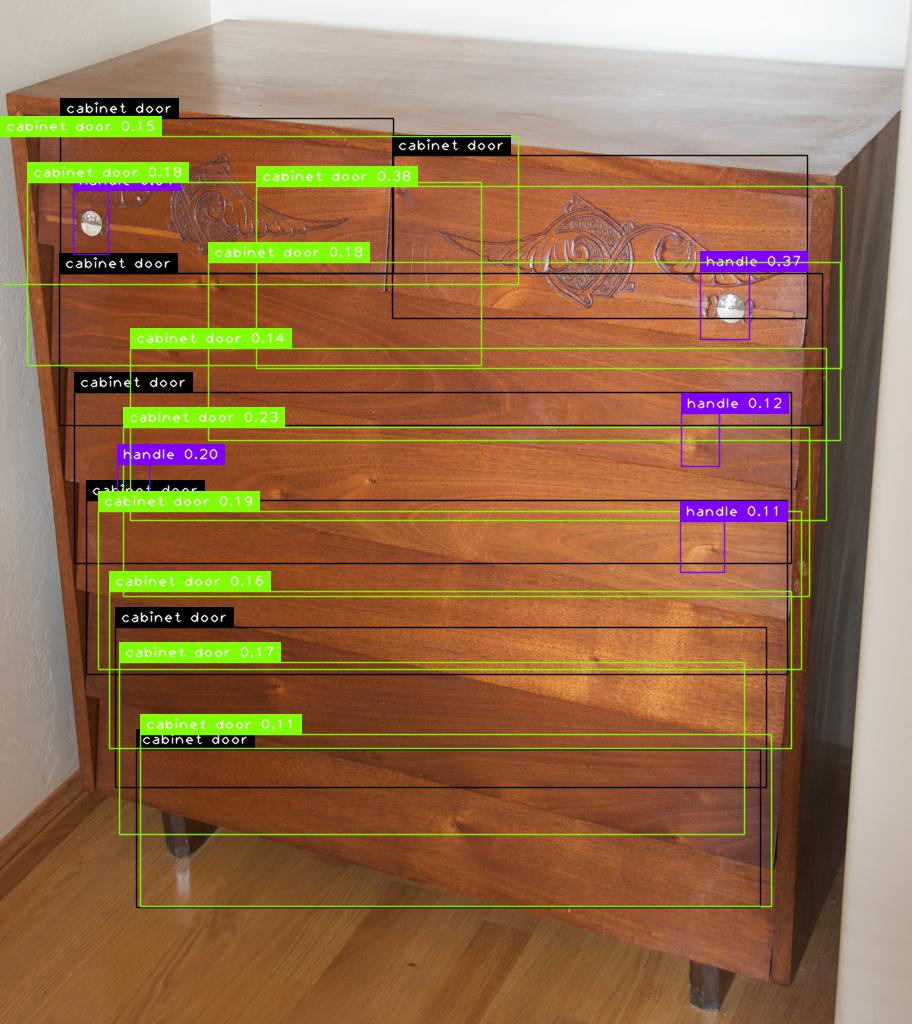 cabinet door
cabinet door 0.15
cabinet door
cabinet door 0.18
cabinet door 0.38
cabinet door 0.18
handle 0.37
cabinet door
cabinet door 0.14
cabinet door
handle 0.12
cabinet door 0.23
handle 0.20
cabinet door
cabinet door 0.19
handle 0.11
cabinet door 0.16
cabinet door
cabinet door 0.17
cabinet door 0.11
cabinet door